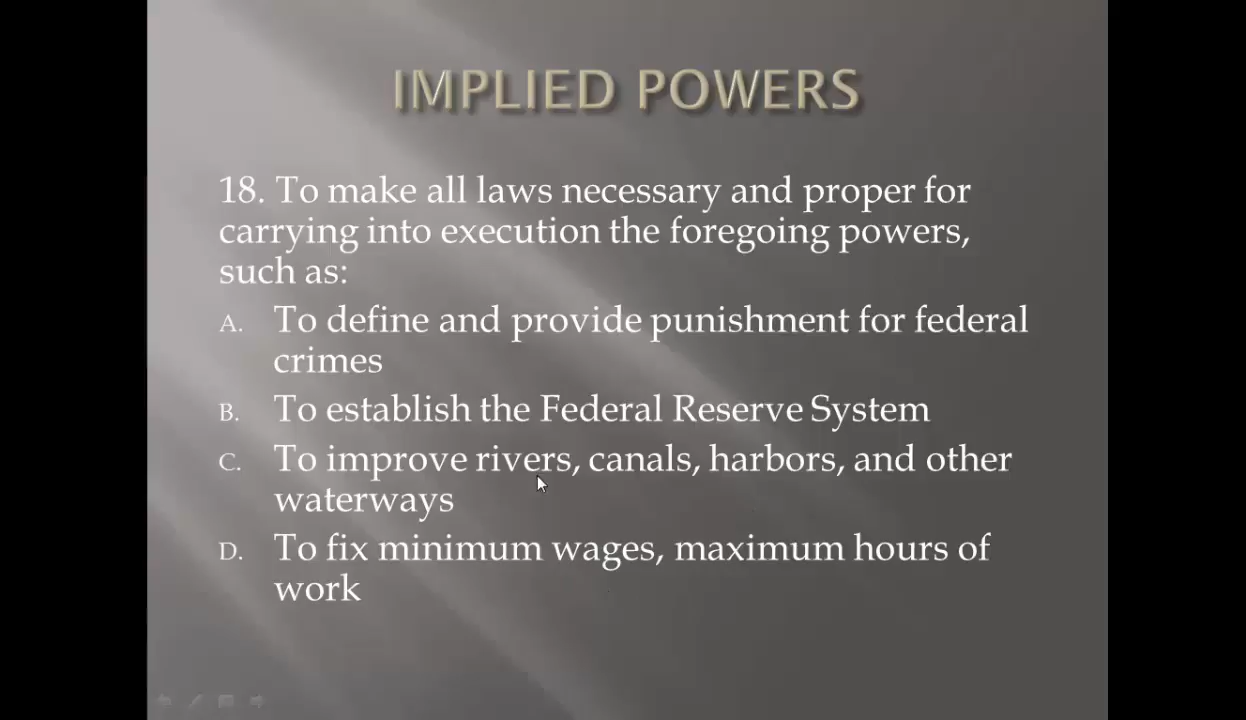 IMPLIED POWERS
18. To make all laws necessary and proper for
carrying into execution the foregoing powers,
such as:
A. To define and provide punishment for federal
crimes
B. To establish the Federal Reserve System
C. To improve rivers, canals, harbors, and other
waterways
D. To fix minimum wages, maximum hours of
work